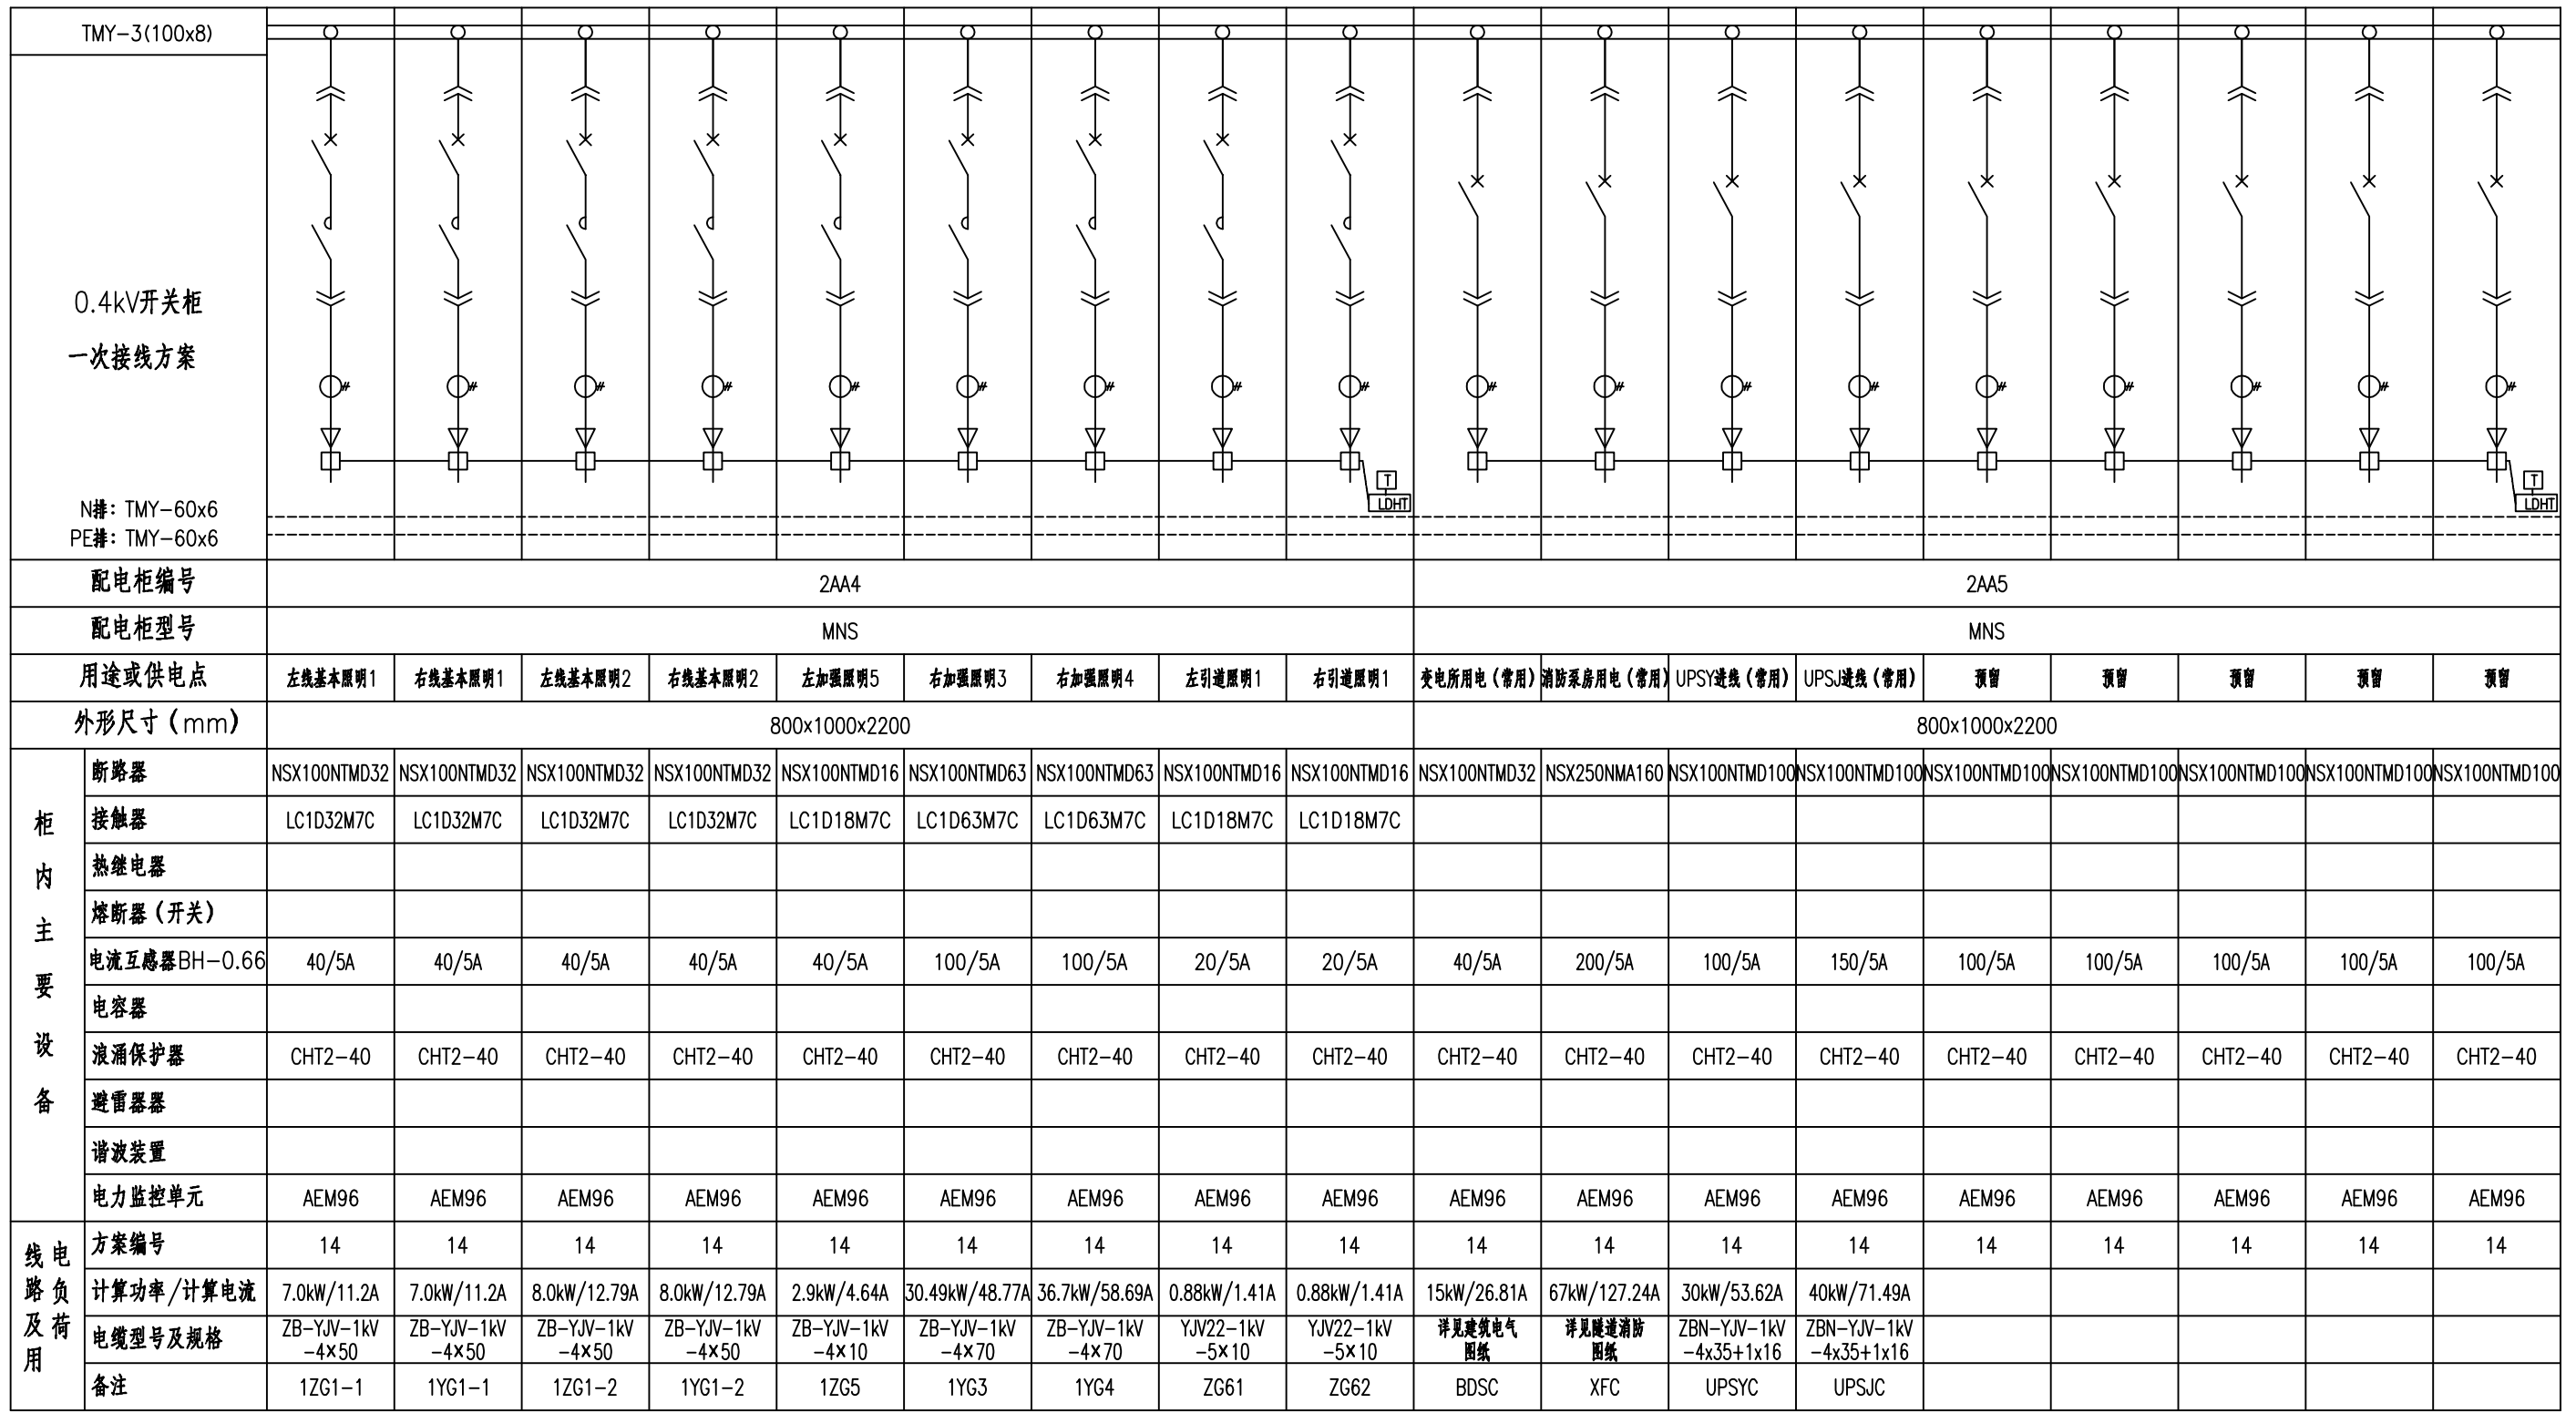 TMY-3(100x8)
0.4kV开关柜
一次接线方案
T
T
LDHT
LDHT
N排：TMY-60x6
PE排：TMY-60x6
配电柜编号 2AA4 2AA5
配电柜型号 MNS MNS
用途或供电点 左线基本照明1 右线基本照明1 左线基本照明2 右线基本照明2 左加强照明5 右加强照明3 右加强照明4 左引道照明1 右引道照明1 变电所用电（常用） 消防泵房用电（常用） UPSY进线（常用） UPSJ进线（常用） 预留 预留 预留 预留 预留
外形尺寸（mm） 800x1000x2200 800x1000x2200
柜内主要设备
断路器 NSX100NTMD32 NSX100NTMD32 NSX100NTMD32 NSX100NTMD32 NSX100NTMD16 NSX100NTMD63 NSX100NTMD63 NSX100NTMD16 NSX100NTMD16 NSX100NTMD32 NSX250NMA160 NSX100NTMD100 NSX100NTMD100 NSX100NTMD100 NSX100NTMD100 NSX100NTMD100 NSX100NTMD100 NSX100NTMD100
接触器 LC1D32M7C LC1D32M7C LC1D32M7C LC1D32M7C LC1D18M7C LC1D63M7C LC1D63M7C LC1D18M7C LC1D18M7C
热继电器
熔断器（开关）
电流互感器BH-0.66 40/5A 40/5A 40/5A 40/5A 40/5A 100/5A 100/5A 20/5A 20/5A 40/5A 200/5A 100/5A 150/5A 100/5A 100/5A 100/5A 100/5A 100/5A
电容器
浪涌保护器 CHT2-40 CHT2-40 CHT2-40 CHT2-40 CHT2-40 CHT2-40 CHT2-40 CHT2-40 CHT2-40 CHT2-40 CHT2-40 CHT2-40 CHT2-40 CHT2-40 CHT2-40 CHT2-40 CHT2-40 CHT2-40
避雷器器
谐波装置
电力监控单元 AEM96 AEM96 AEM96 AEM96 AEM96 AEM96 AEM96 AEM96 AEM96 AEM96 AEM96 AEM96 AEM96 AEM96 AEM96 AEM96 AEM96 AEM96
线路及用
电负荷
方案编号 14 14 14 14 14 14 14 14 14 14 14 14 14 14 14 14 14 14
计算功率/计算电流 7.0kW/11.2A 7.0kW/11.2A 8.0kW/12.79A 8.0kW/12.79A 2.9kW/4.64A 30.49kW/48.77A 36.7kW/58.69A 0.88kW/1.41A 0.88kW/1.41A 15kW/26.81A 67kW/127.24A 30kW/53.62A 40kW/71.49A
电缆型号及规格 ZB-YJV-1kV ZB-YJV-1kV ZB-YJV-1kV ZB-YJV-1kV ZB-YJV-1kV ZB-YJV-1kV ZB-YJV-1kV YJV22-1kV YJV22-1kV 详见建筑电气 详见隧道消防 ZBN-YJV-1kV ZBN-YJV-1kV
-4×50 -4×50 -4×50 -4×50 -4×10 -4×70 -4×70 -5×10 -5×10 图纸 图纸 -4x35+1x16 -4x35+1x16
备注 1ZG1-1 1YG1-1 1ZG1-2 1YG1-2 1ZG5 1YG3 1YG4 ZG61 ZG62 BDSC XFC UPSYC UPSJC